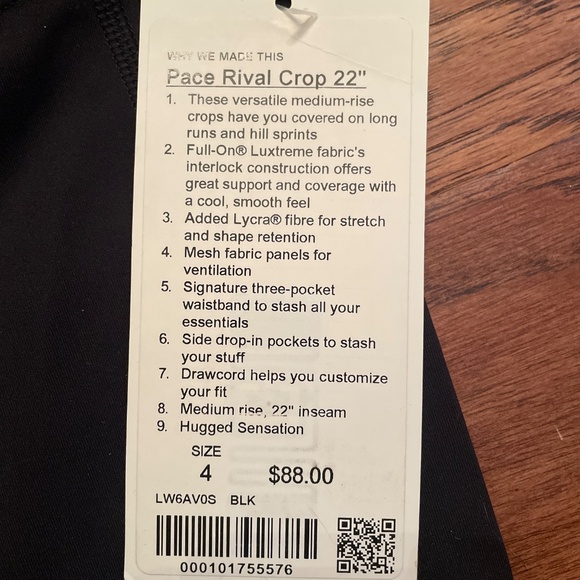 WHY WE MADE THIS
Pace Rival Crop 22"
1. These versatile medium-rise
crops have you covered on long
runs and hill sprints
2. Full-On® Luxtreme fabric's
interlock construction offers
great support and coverage with
a cool, smooth feel
3. Added Lycra® fibre for stretch
and shape retention
4. Mesh fabric panels for
ventilation
5. Signature three-pocket
waistband to stash all your
essentials
6. Side drop-in pockets to stash
your stuff
7. Drawcord helps you customize
your fit
8. Medium rise, 22" inseam
9. Hugged Sensation
SIZE
4 $88.00
LW6AV0S BLK
000101755576